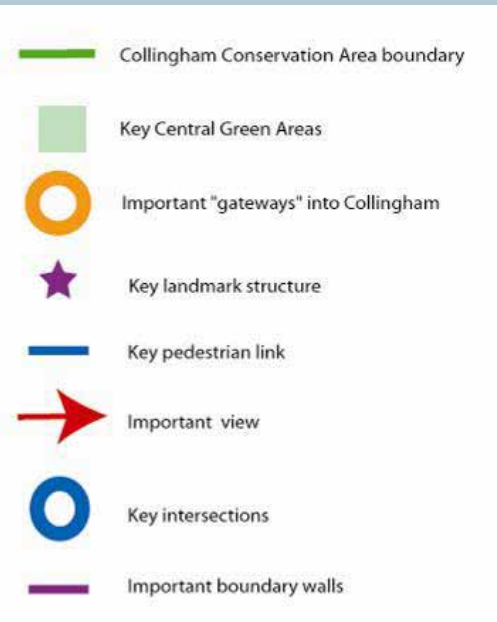 Collingham Conservation Area boundary
Key Central Green Areas
Important "gateways" into Collingham
Key landmark structure
Key pedestrian link
Important view
Key intersections
Important boundary walls